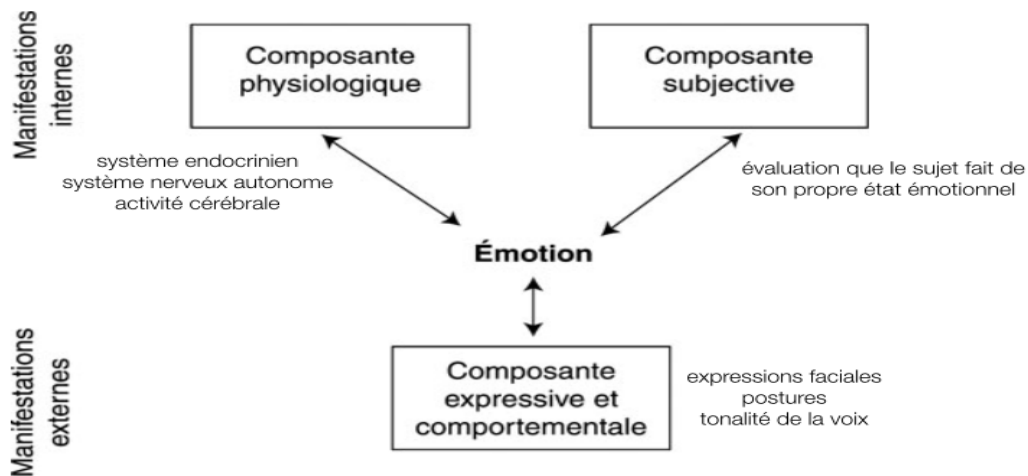 Manifestations
internes
Composante
physiologique
Composante
subjective
système endocrinien
système nerveux autonome
activité cérébrale
évaluation que le sujet fait de
son propre état émotionnel
Émotion
Manifestations
externes
Composante
expressive et
comportementale
expressions faciales
postures
tonalité de la voix